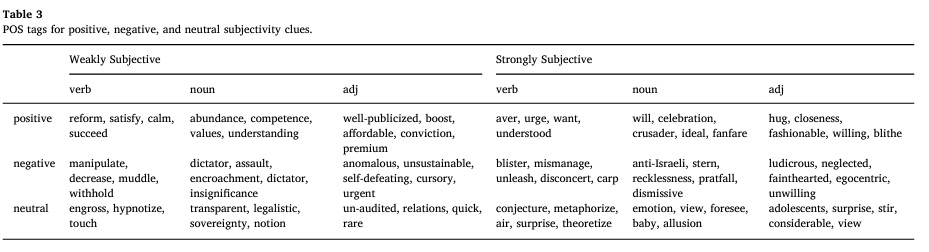 Table 3
POS tags for positive, negative, and neutral subjectivity clues.
Weakly Subjective Strongly Subjective
verb noun adj verb noun adj
positive reform, satisfy, calm, abundance, competence, well-publicized, boost, aver, urge, want, will, celebration, hug, closeness,
succeed values, understanding affordable, conviction, understood crusader, ideal, fanfare fashionable, willing, blithe
premium
negative manipulate, dictator, assault, anomalous, unsustainable, blister, mismanage, anti-Israeli, stern, ludicrous, neglected,
decrease, muddle, encroachment, dictator, self-defeating, cursory, unleash, disconcert, carp recklessness, pratfall, fainthearted, egocentric,
withhold insignificance urgent dismissive unwilling
neutral engross, hypnotize, transparent, legalistic, un-audited, relations, quick, conjecture, metaphorize, emotion, view, foresee, adolescents, surprise, stir,
touch sovereignty, notion rare air, surprise, theoretize baby, allusion considerable, view